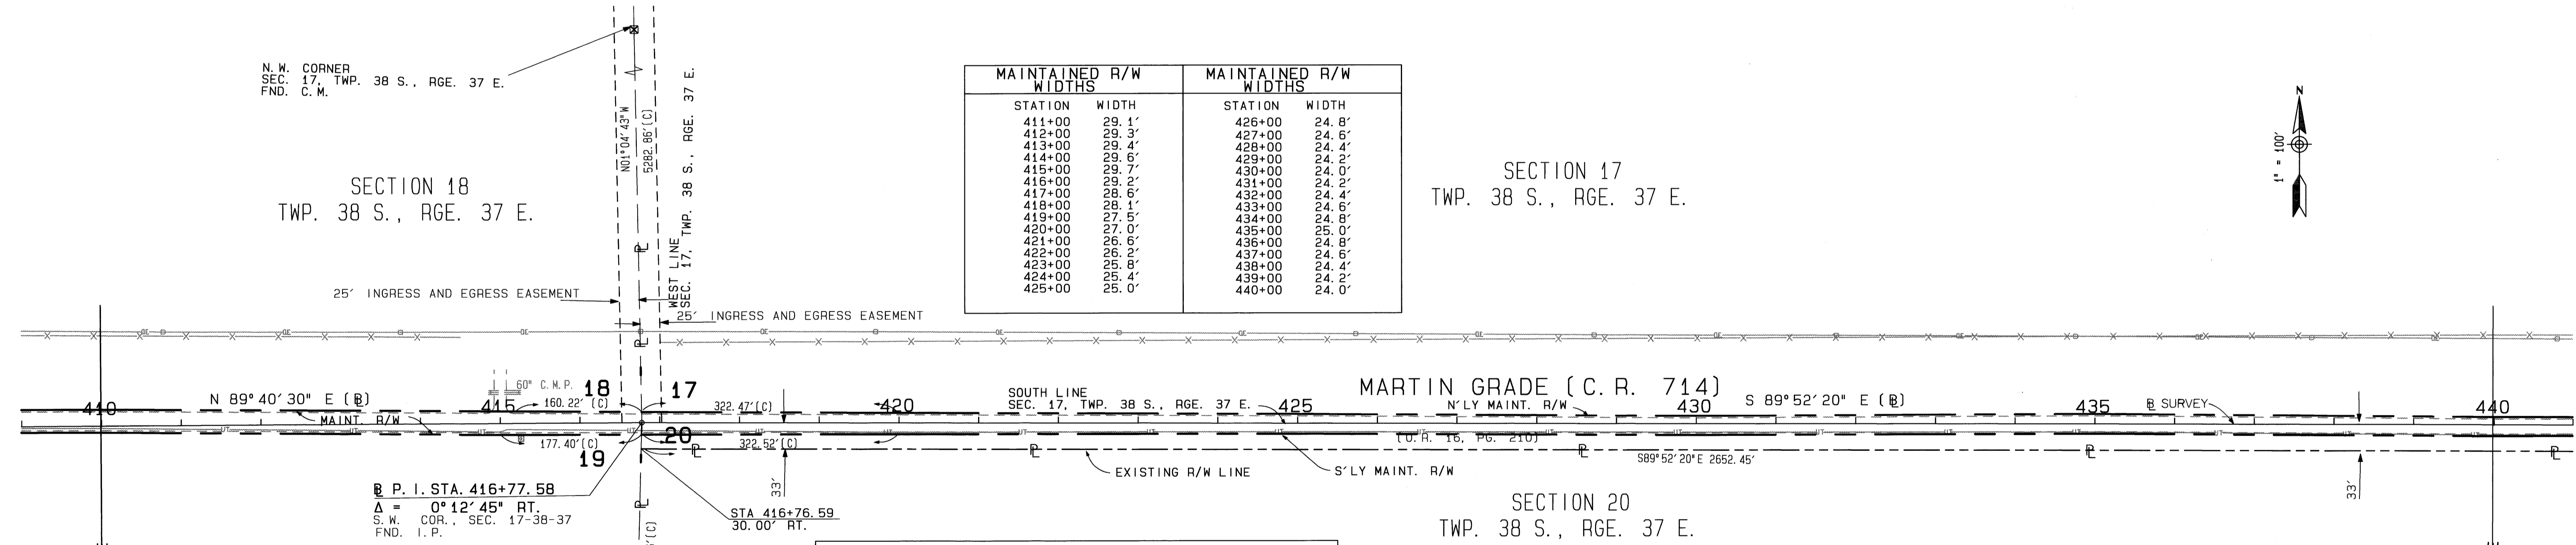 N. W. CORNER
SEC. 17, TWP. 38 S., RGE. 37 E.
FND. C.M.
SECTION 18
TWP. 38 S., RGE. 37 E.
N01°04'43"W
5282.86'(C)
WEST LINE
SEC. 17, TWP. 38 S., RGE. 37 E.
25' INGRESS AND EGRESS EASEMENT
25' INGRESS AND EGRESS EASEMENT
MAINTAINED R/W WIDTHS
STATION WIDTH
411+00 29.1'
412+00 29.3'
413+00 29.4'
414+00 29.6'
415+00 29.7'
416+00 29.2'
417+00 28.6'
418+00 28.1'
419+00 27.5'
420+00 27.0'
421+00 26.6'
422+00 26.2'
423+00 25.8'
424+00 25.4'
425+00 25.0'
MAINTAINED R/W WIDTHS
STATION WIDTH
426+00 24.8'
427+00 24.6'
428+00 24.4'
429+00 24.2'
430+00 24.0'
431+00 24.2'
432+00 24.4'
433+00 24.6'
434+00 24.8'
435+00 25.0'
436+00 24.8'
437+00 24.6'
438+00 24.4'
439+00 24.2'
440+00 24.0'
SECTION 17
TWP. 38 S., RGE. 37 E.
N
1" = 100'
60" C.M.P.
18 17
19 20
N 89°40'30" E (BL)
MAINT. R/W
410
415
420
425
430
435
440
160.22' (C)
322.47'(C)
177.40'(C)
322.52'(C)
SOUTH LINE
SEC. 17, TWP. 38 S., RGE. 37 E.
MARTIN GRADE (C.R. 714)
N'LY MAINT. R/W
S 89°52'20" E (BL)
BL SURVEY
(O.R. 16, PG. 210)
S'LY MAINT. R/W
EXISTING R/W LINE
S89°52'20"E 2652.45'
33'
33'
BL P.I. STA. 416+77.58
Δ = 0°12'45" RT.
S.W. COR., SEC. 17-38-37
FND. I.P.
STA 416+76.59
30.00' RT.
SECTION 20
TWP. 38 S., RGE. 37 E.